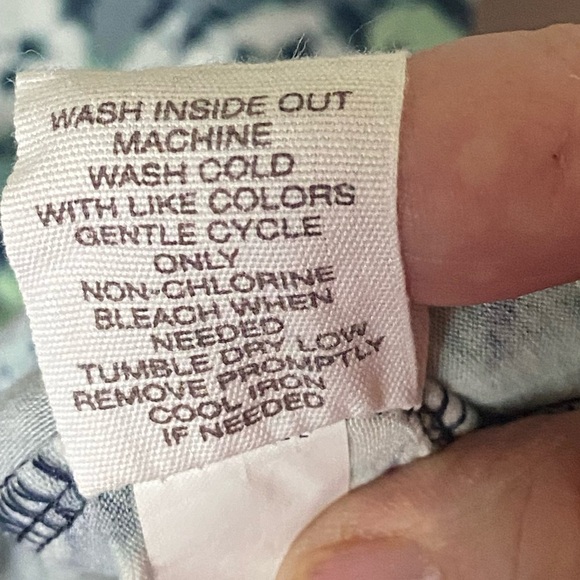 WASH INSIDE OUT
MACHINE
WASH COLD
WITH LIKE COLORS
GENTLE CYCLE
ONLY
NON-CHLORINE
BLEACH WHEN
NEEDED
TUMBLE DRY LOW
REMOVE PROMPTLY
COOL IRON
IF NEEDED